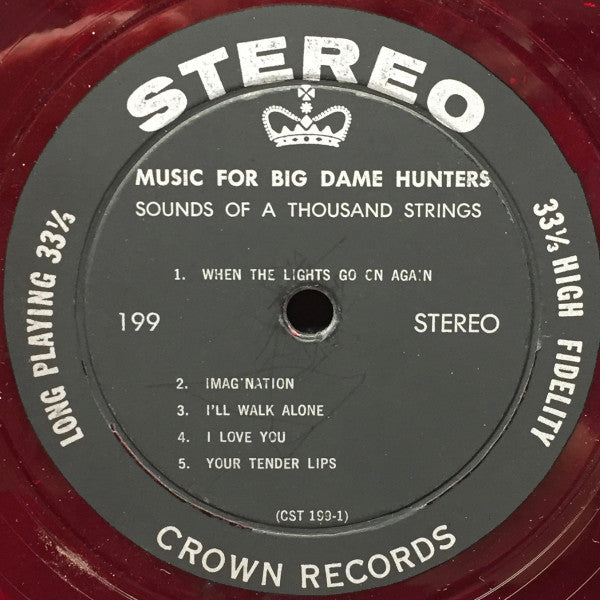 STEREO
MUSIC FOR BIG DAME HUNTERS
SOUNDS OF A THOUSAND STRINGS
1. WHEN THE LIGHTS GO ON AGAIN
199
STEREO
2. IMAGINATION
3. I'LL WALK ALONE
4. I LOVE YOU
5. YOUR TENDER LIPS
(CST 199-1)
LONG PLAYING 33⅓
33⅓ HIGH FIDELITY
CROWN RECORDS